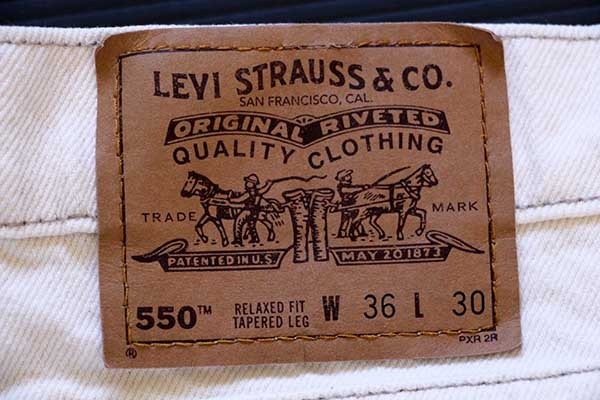 LEVI STRAUSS & CO.
SAN FRANCISCO, CAL.
ORIGINAL RIVETED
QUALITY CLOTHING
TRADE MARK
PATENTED IN U.S. MAY 20 1873
550™ RELAXED FIT W 36 L 30
TAPERED LEG
® PXR 2R